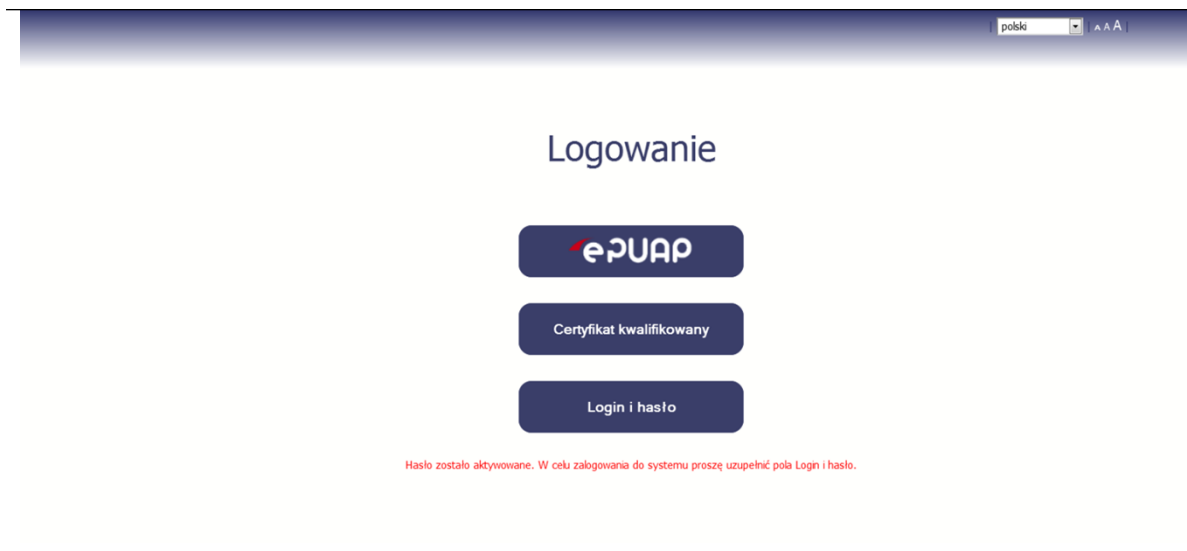 polski
A A A
Logowanie
ePUAP
Certyfikat kwalifikowany
Login i hasło
Hasło zostało aktywowane. W celu zalogowania do systemu proszę uzupełnić pola Login i hasło.